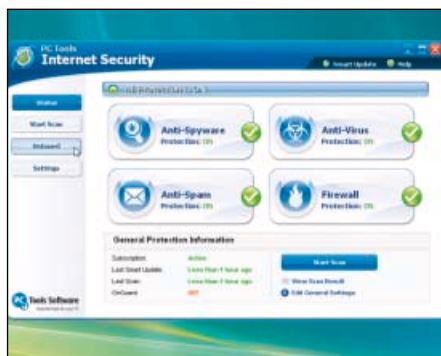 PC Tools
Internet Security
Smart Update
Help
Status
Start Scan
OnGuard
Settings
Anti-Spyware
Protection: ON
Anti-Virus
Protection: ON
Anti-Spam
Protection: ON
Firewall
Protection: ON
General Protection Information
Subscription: Active
Last Smart Update: Less than 1 hour ago
Last Scan: Less than 1 hour ago
OnGuard
Start Scan
View Scan Result
Edit General Settings
PC Tools Software